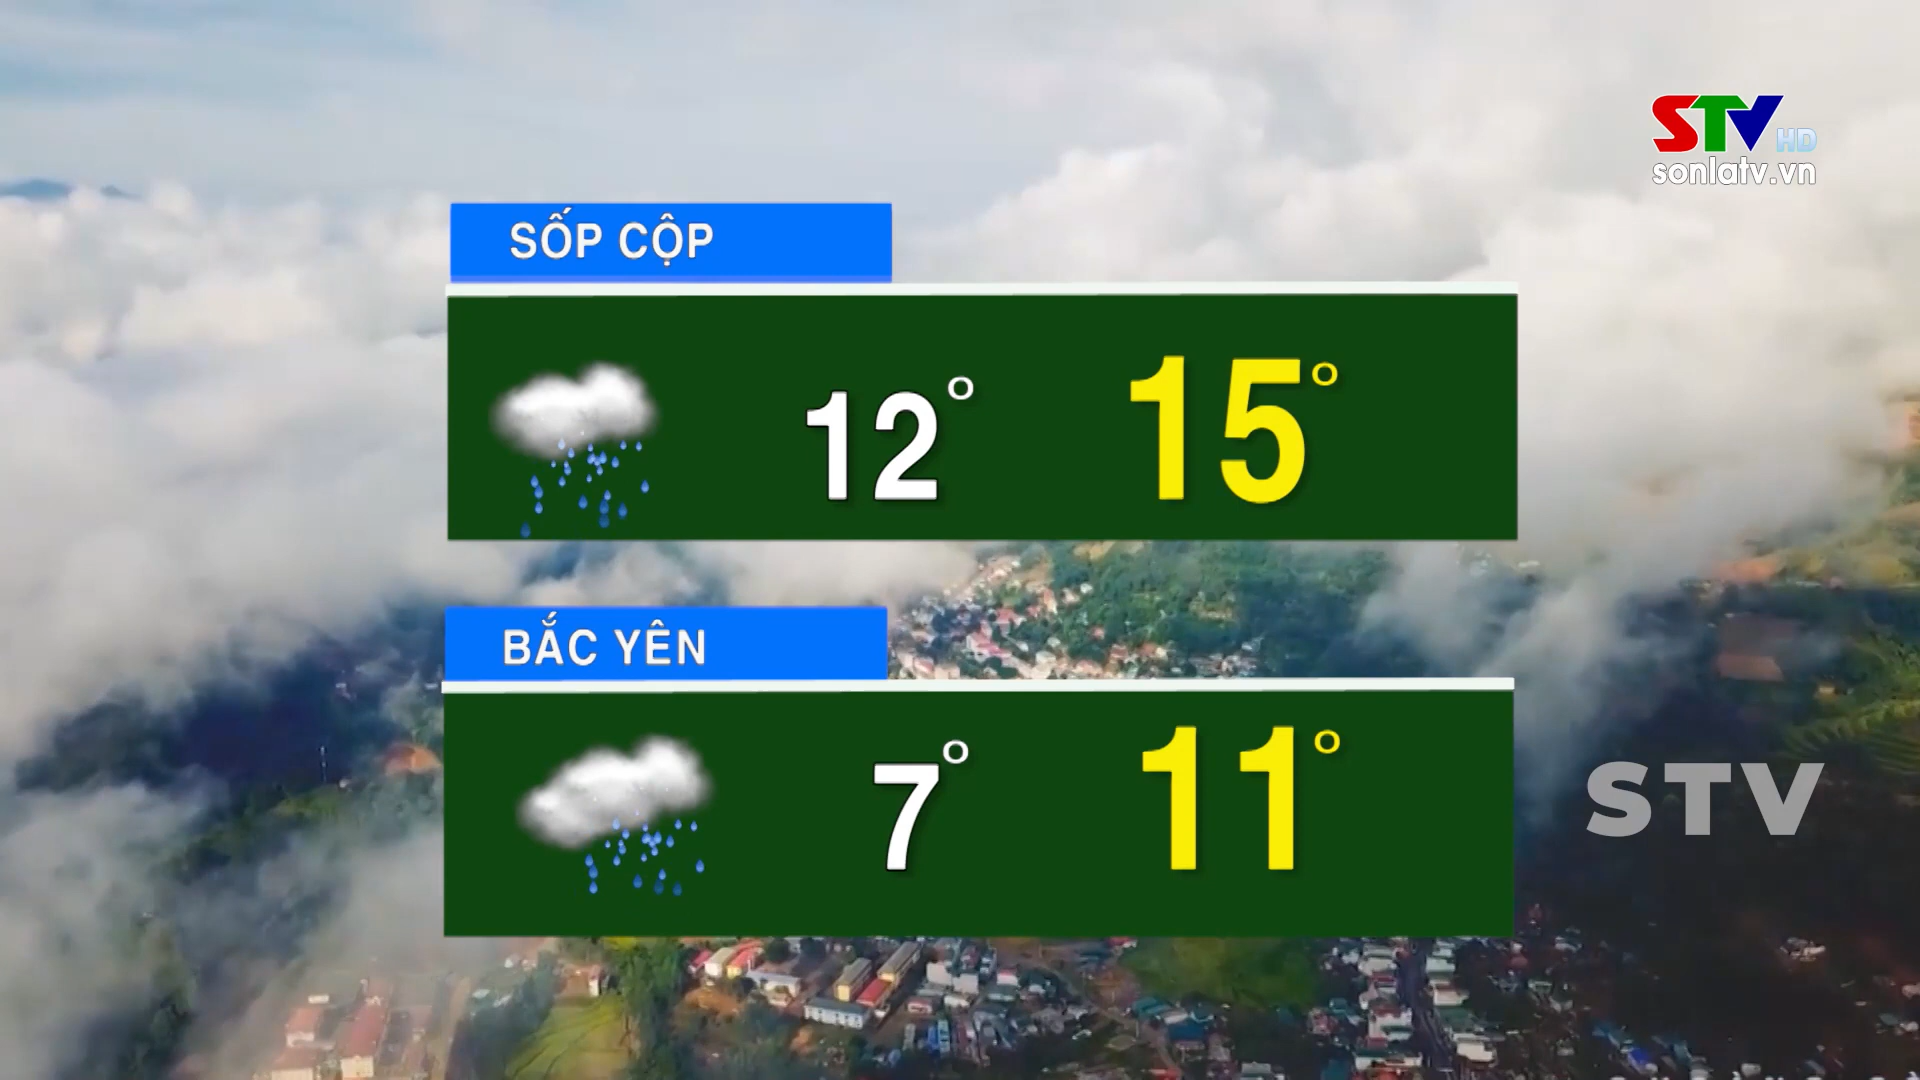 STV HD
sonlatv.vn
SỐP CỘP
12° 15°
BẮC YÊN
7° 11°
STV